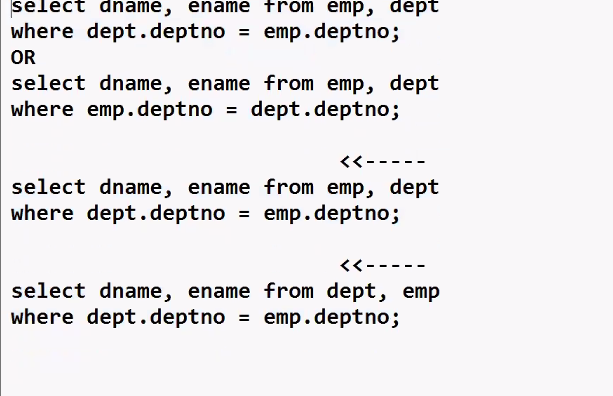 select dname, ename from emp, dept
where dept.deptno = emp.deptno;
OR
select dname, ename from emp, dept
where emp.deptno = dept.deptno;
<<-----
select dname, ename from emp, dept
where dept.deptno = emp.deptno;
<<-----
select dname, ename from dept, emp
where dept.deptno = emp.deptno;